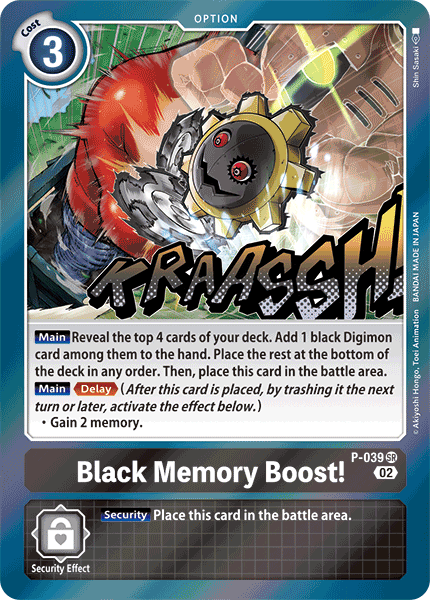 OPTION
Cost
3
Shin Sasaki
KRAASSH!
©Akiyoshi Hongo, Toei Animation BANDAI MADE IN JAPAN
Main Reveal the top 4 cards of your deck. Add 1 black Digimon
card among them to the hand. Place the rest at the bottom of
the deck in any order. Then, place this card in the battle area.
Main Delay (After this card is placed, by trashing it the next
turn or later, activate the effect below.)
・Gain 2 memory.
P-039 SR
Black Memory Boost!
02
Security Place this card in the battle area.
Security Effect